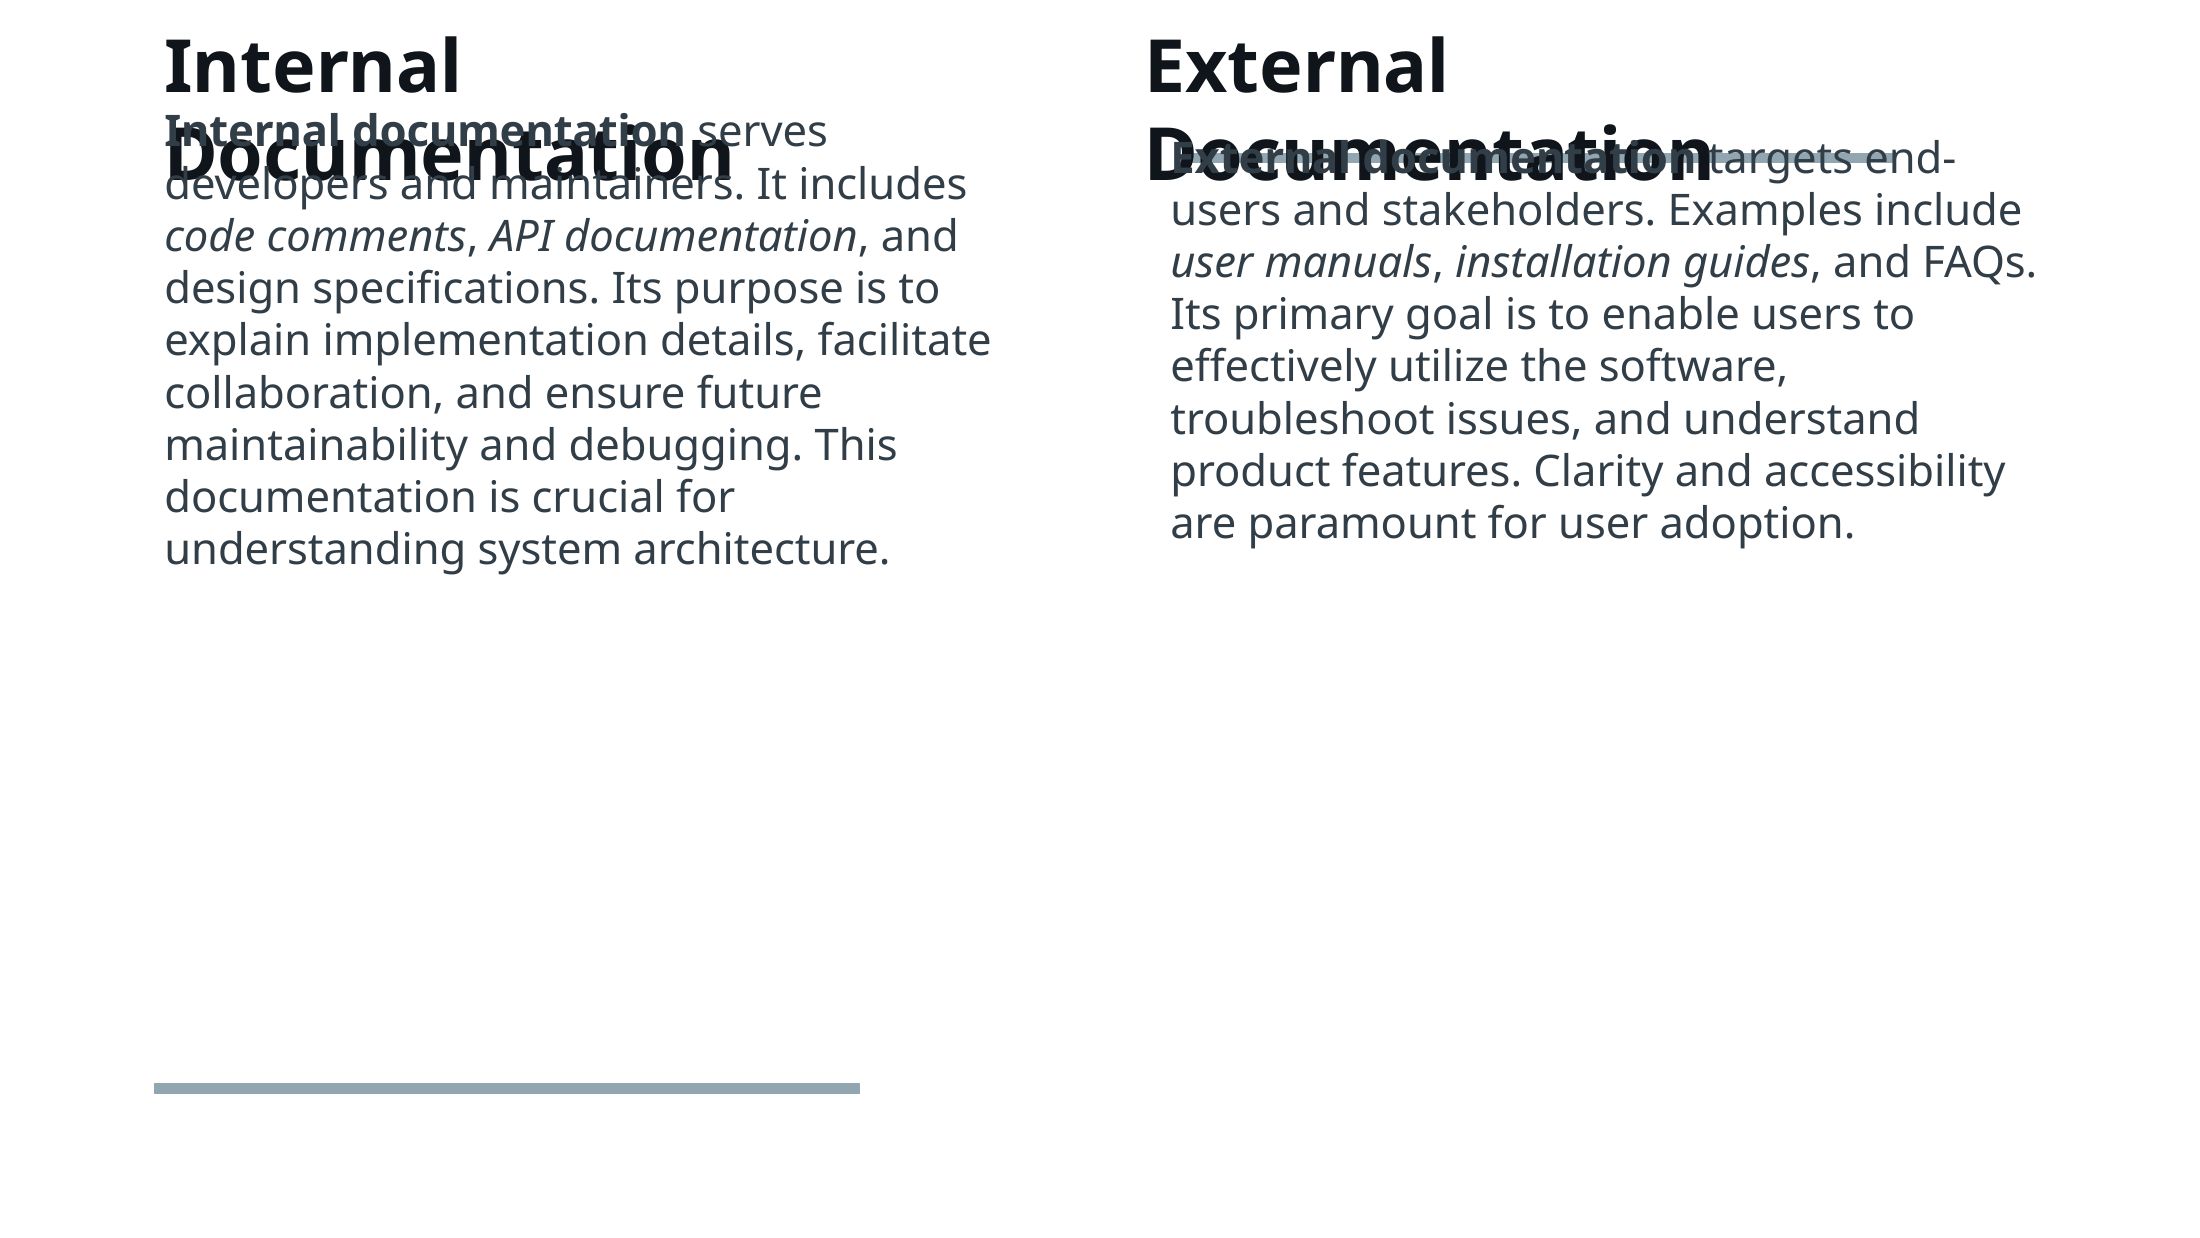 Internal
Documentation
Internal documentation serves
developers and maintainers. It includes
code comments, API documentation, and
design specifications. Its purpose is to
explain implementation details, facilitate
collaboration, and ensure future
maintainability and debugging. This
documentation is crucial for
understanding system architecture.
External
Documentation
External documentation targets end-
users and stakeholders. Examples include
user manuals, installation guides, and FAQs.
Its primary goal is to enable users to
effectively utilize the software,
troubleshoot issues, and understand
product features. Clarity and accessibility
are paramount for user adoption.